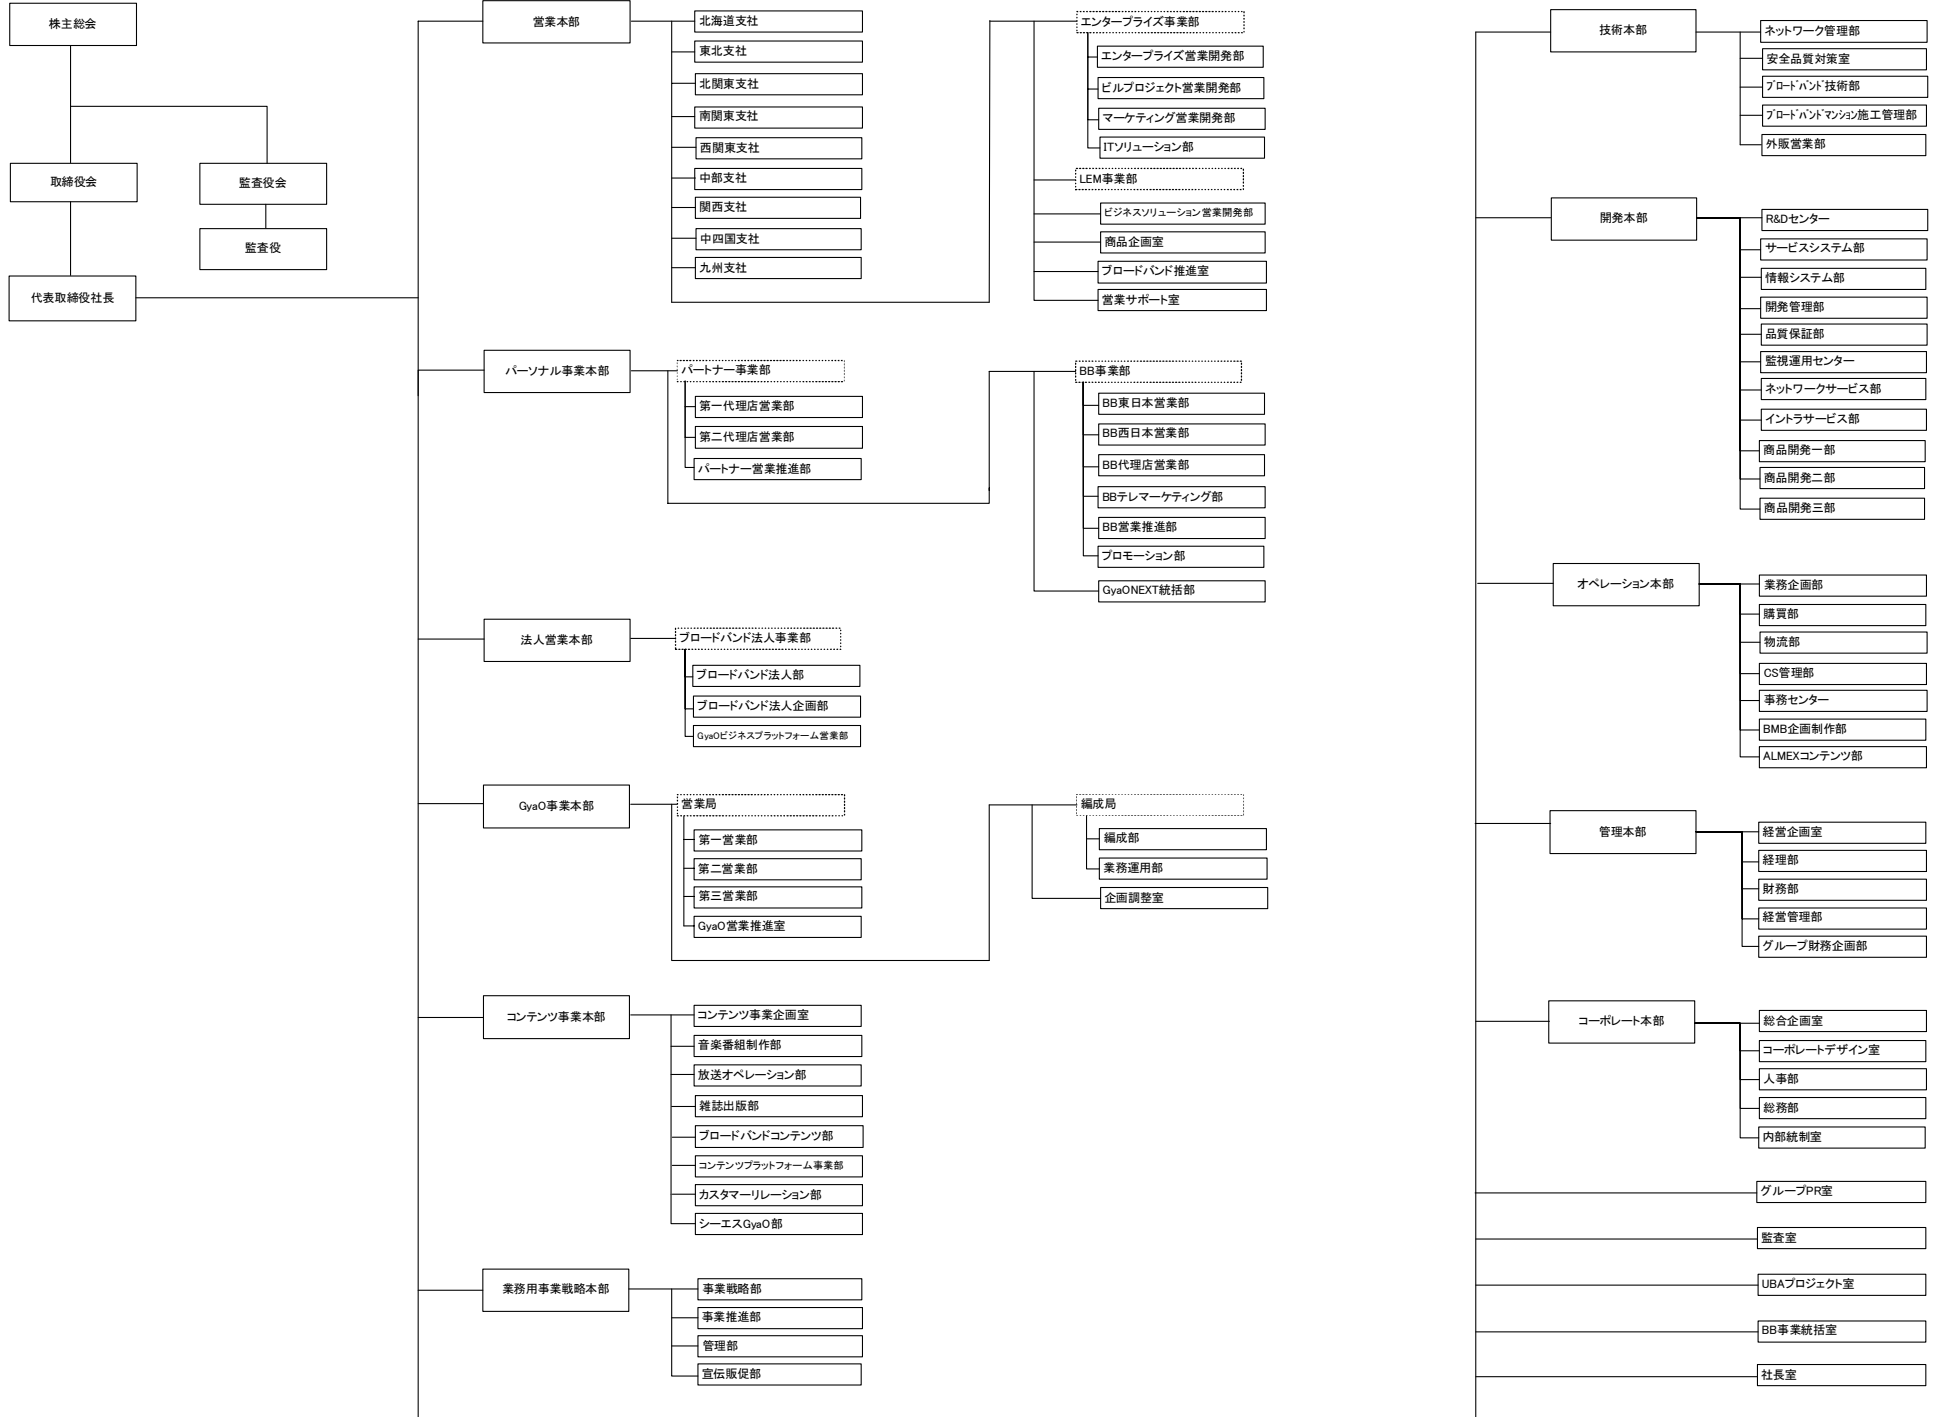 株主総会
取締役会
監査役会
監査役
代表取締役社長
営業本部
北海道支社
東北支社
北関東支社
南関東支社
西関東支社
中部支社
関西支社
中四国支社
九州支社
エンタープライズ事業部
エンタープライズ営業開発部
ビルプロジェクト営業開発部
マーケティング営業開発部
ITソリューション部
LEM事業部
ビジネスソリューション営業開発部
商品企画室
ブロードバンド推進室
営業サポート室
パーソナル事業本部
パートナー事業部
第一代理店営業部
第二代理店営業部
パートナー営業推進部
BB事業部
BB東日本営業部
BB西日本営業部
BB代理店営業部
BBテレマーケティング部
BB営業推進部
プロモーション部
GyaONEXT統括部
法人営業本部
ブロードバンド法人事業部
ブロードバンド法人部
ブロードバンド法人企画部
GyaOビジネスプラットフォーム営業部
GyaO事業本部
営業局
第一営業部
第二営業部
第三営業部
GyaO営業推進室
編成局
編成部
業務運用部
企画調整室
コンテンツ事業本部
コンテンツ事業企画室
音楽番組制作部
放送オペレーション部
雑誌出版部
ブロードバンドコンテンツ部
コンテンツプラットフォーム事業部
カスタマーリレーション部
シーエスGyaO部
業務用事業戦略本部
事業戦略部
事業推進部
管理部
宣伝販促部
技術本部
ネットワーク管理部
安全品質対策室
ブロードバンド技術部
ブロードバンドマンション施工管理部
外販営業部
開発本部
R&Dセンター
サービスシステム部
情報システム部
開発管理部
品質保証部
監視運用センター
ネットワークサービス部
イントラサービス部
商品開発一部
商品開発二部
商品開発三部
オペレーション本部
業務企画部
購買部
物流部
CS管理部
事務センター
BMB企画制作部
ALMEXコンテンツ部
管理本部
経営企画室
経理部
財務部
経営管理部
グループ財務企画部
コーポレート本部
総合企画室
コーポレートデザイン室
人事部
総務部
内部統制室
グループPR室
監査室
UBAプロジェクト室
BB事業統括室
社長室